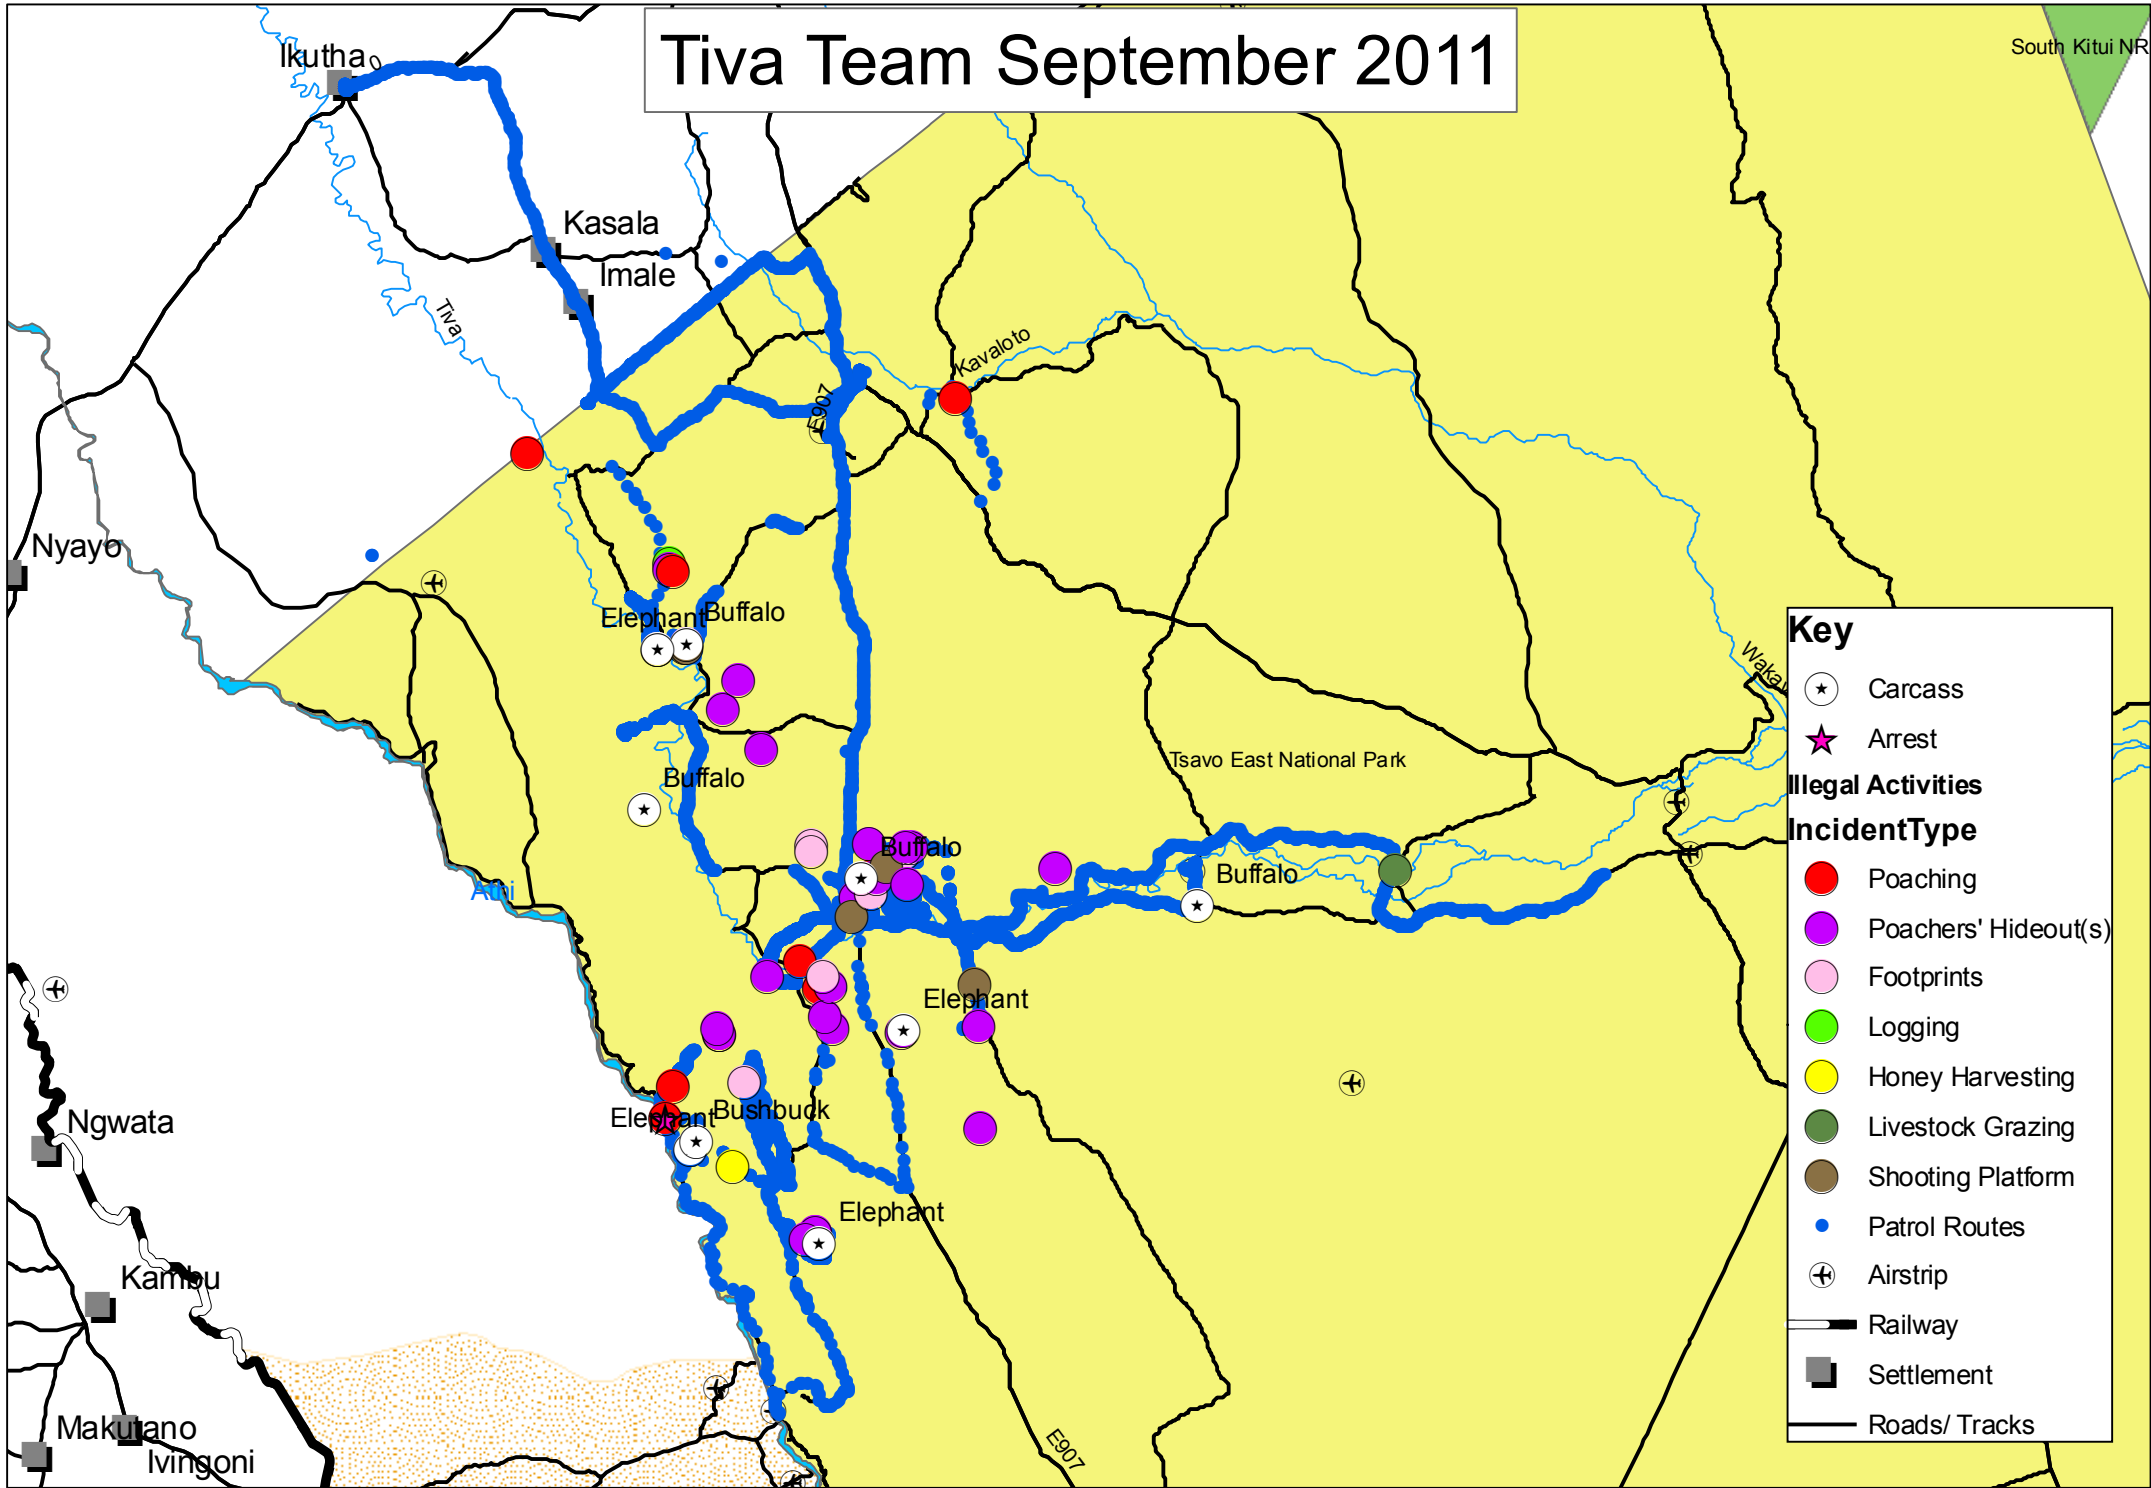 Tiva Team September 2011
South Kitui NR
Ikutha
0
Kasala
Imale
Tiva
Kavaloto
E907
Nyayo
Elephant
Buffalo
Buffalo
Tsavo East National Park
Buffalo
Buffalo
Athi
Elephant
Elephant
Bushbuck
Elephant
Ngwata
Kambu
Makutano
Ivingoni
E907
Key
Carcass
Arrest
Illegal Activities
IncidentType
Poaching
Poachers' Hideout(s)
Footprints
Logging
Honey Harvesting
Livestock Grazing
Shooting Platform
Patrol Routes
Airstrip
Railway
Settlement
Roads/ Tracks